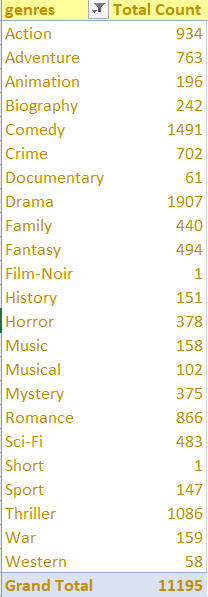 genres Total Count
Action 934
Adventure 763
Animation 196
Biography 242
Comedy 1491
Crime 702
Documentary 61
Drama 1907
Family 440
Fantasy 494
Film-Noir 1
History 151
Horror 378
Music 158
Musical 102
Mystery 375
Romance 866
Sci-Fi 483
Short 1
Sport 147
Thriller 1086
War 159
Western 58
Grand Total 11195